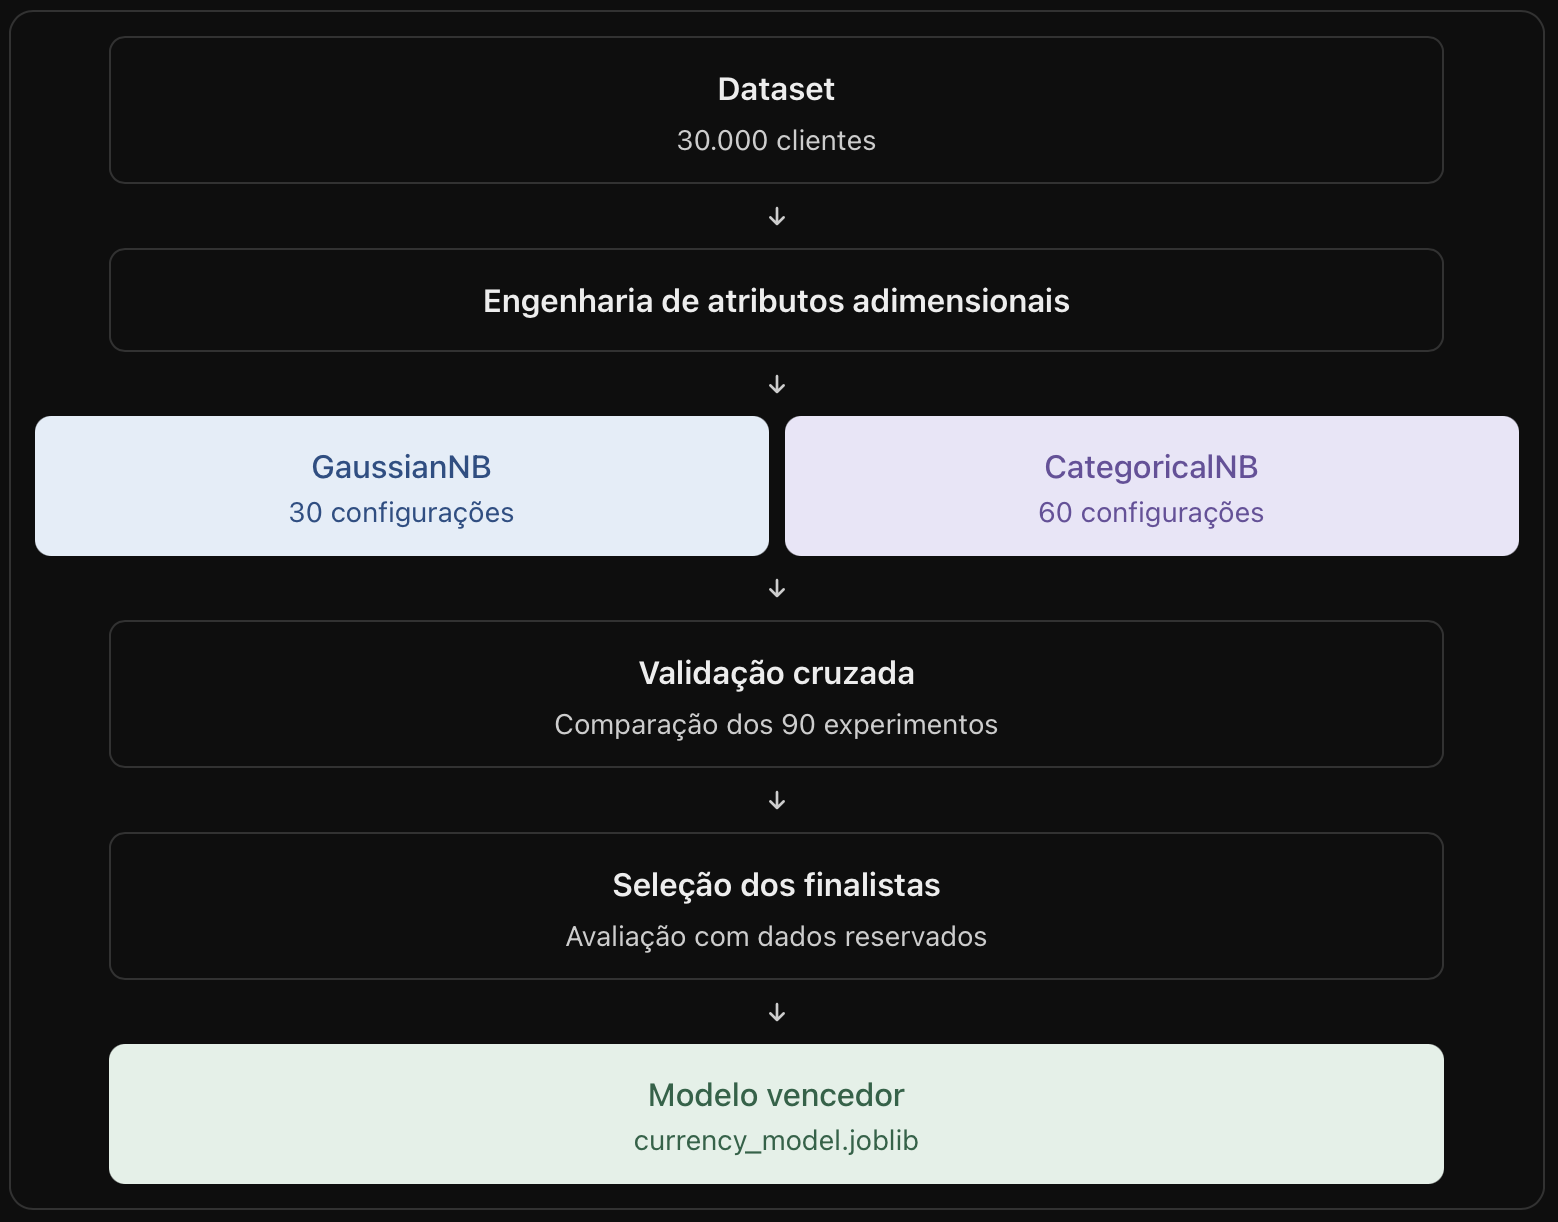 Dataset
30.000 clientes
↓
Engenharia de atributos adimensionais
↓
GaussianNB
30 configurações
CategoricalNB
60 configurações
↓
Validação cruzada
Comparação dos 90 experimentos
↓
Seleção dos finalistas
Avaliação com dados reservados
↓
Modelo vencedor
currency_model.joblib